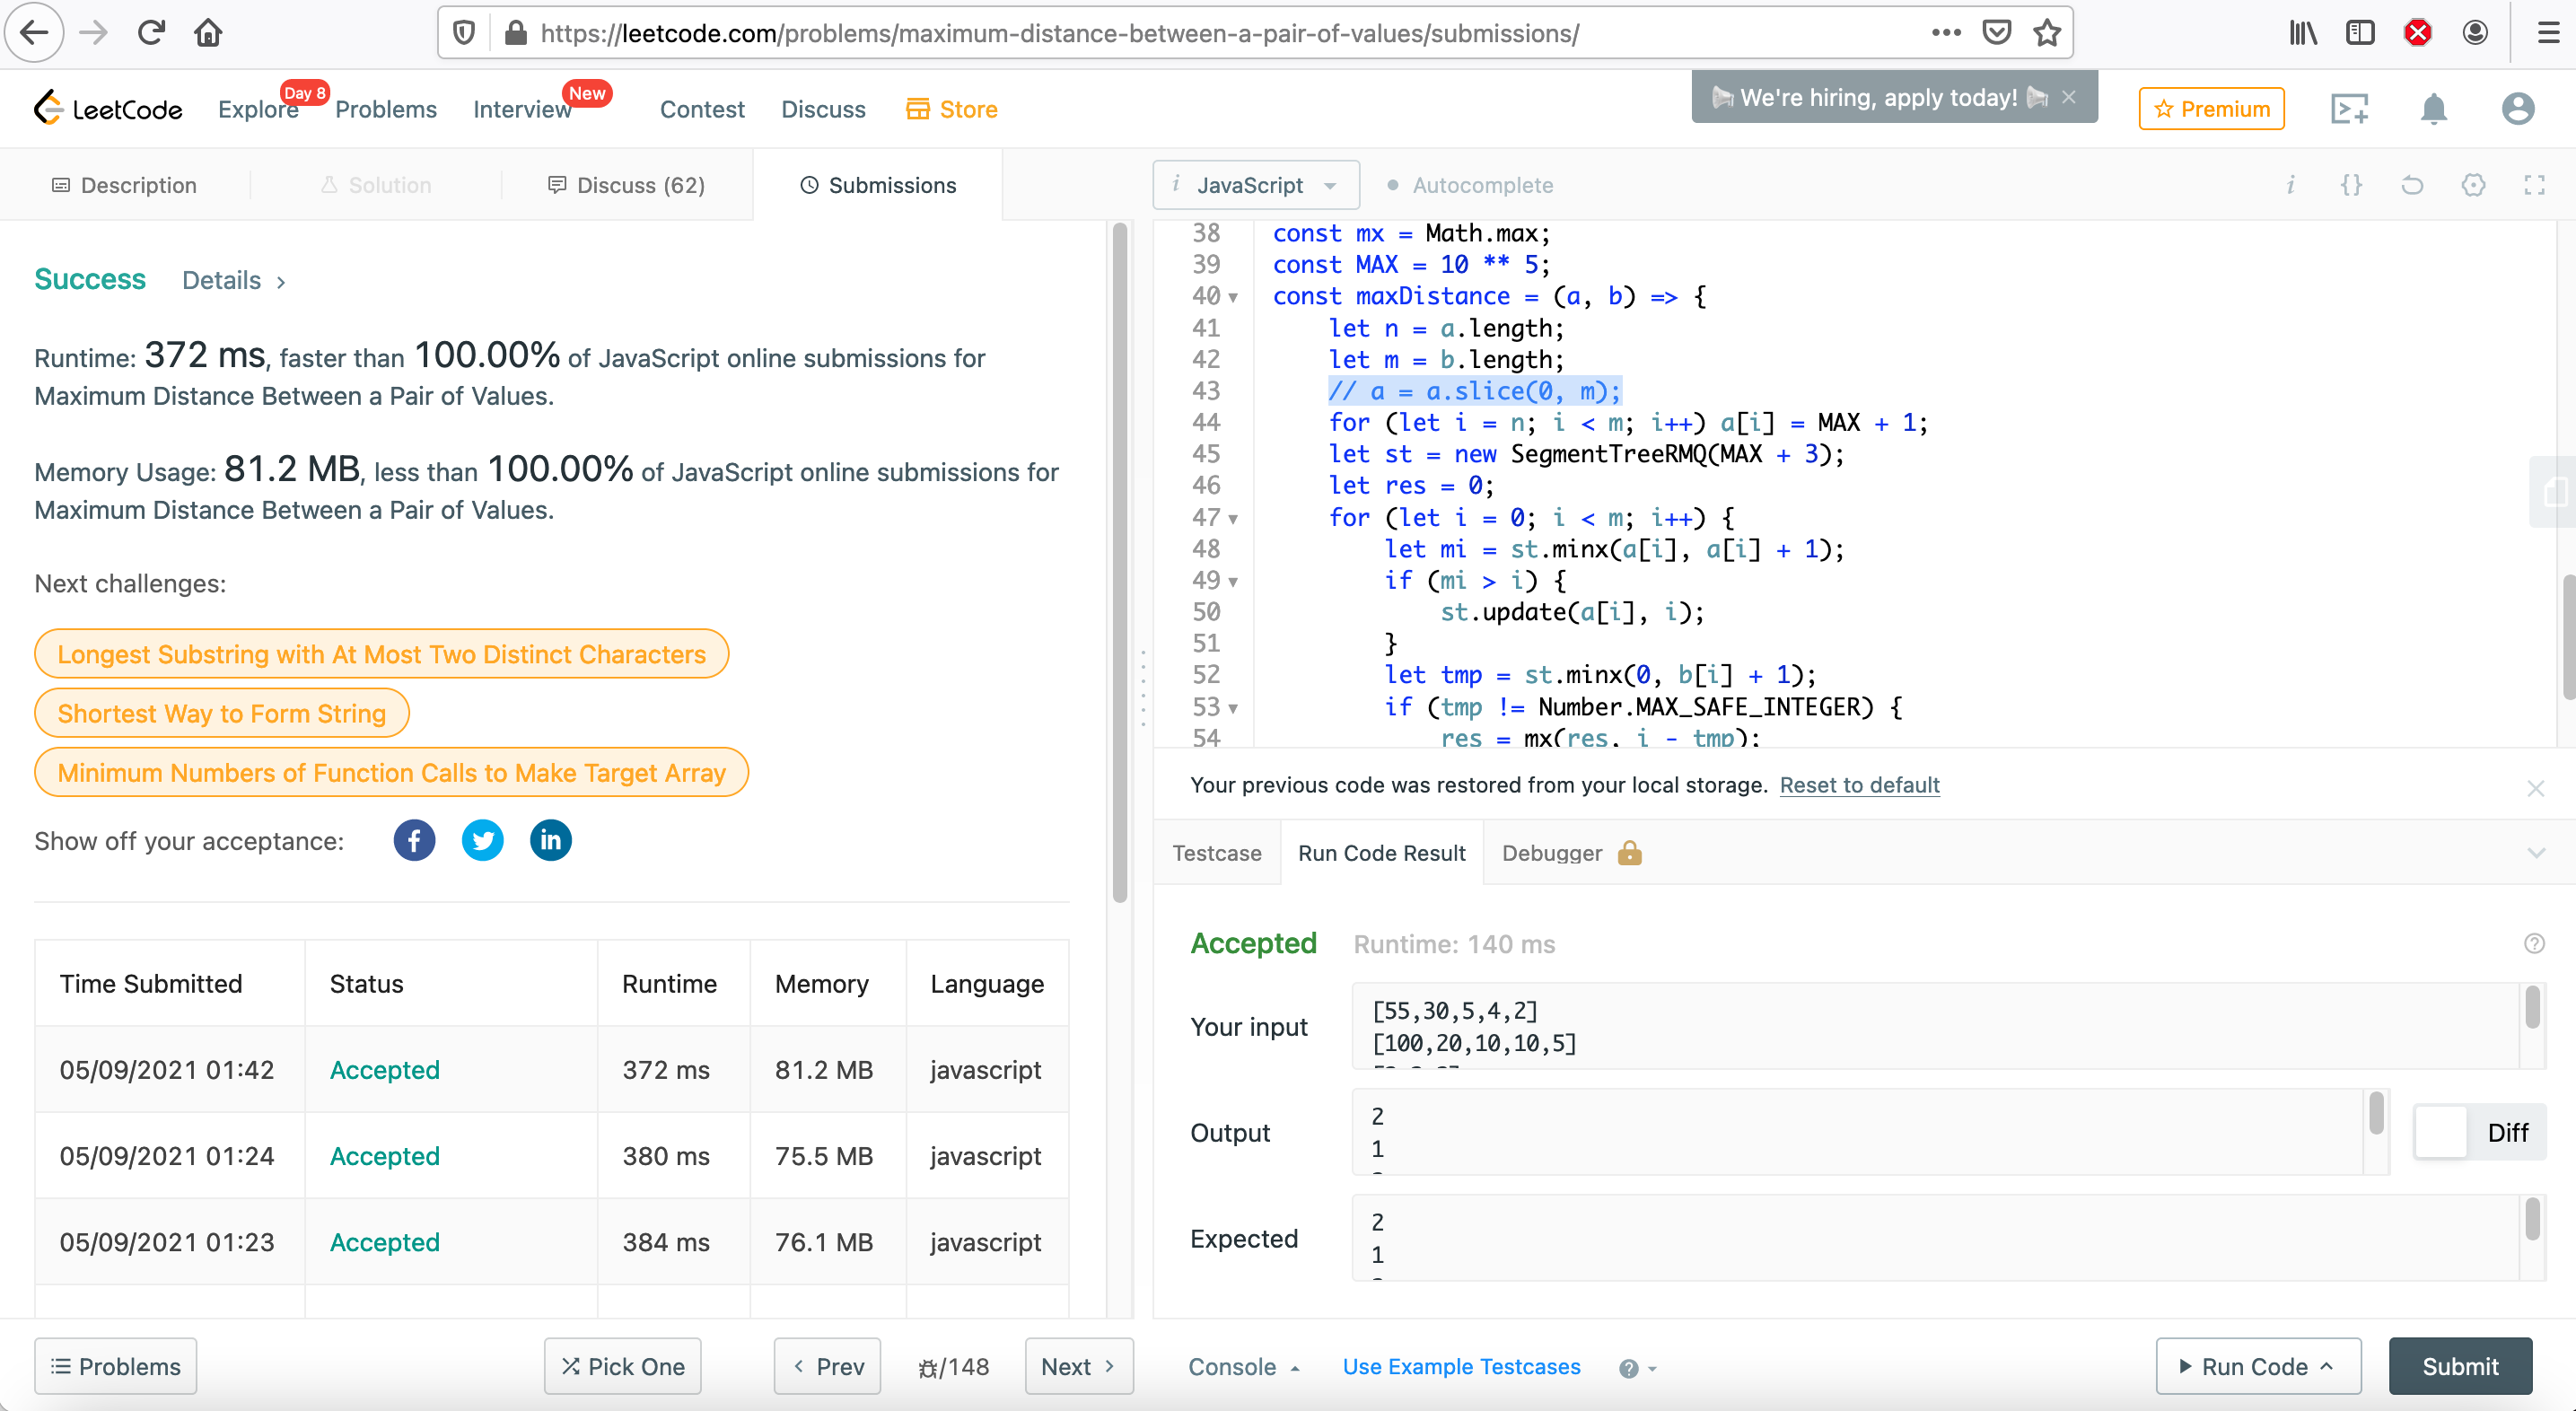 https://leetcode.com/problems/maximum-distance-between-a-pair-of-values/submissions/
LeetCode
Explore
Day 8
Problems
Interview
New
Contest
Discuss
Store
We're hiring, apply today!
Premium
Description
Solution
Discuss (62)
Submissions
i JavaScript
Autocomplete
Success Details
Runtime: 372 ms, faster than 100.00% of JavaScript online submissions for
Maximum Distance Between a Pair of Values.
Memory Usage: 81.2 MB, less than 100.00% of JavaScript online submissions for
Maximum Distance Between a Pair of Values.
Next challenges:
Longest Substring with At Most Two Distinct Characters
Shortest Way to Form String
Minimum Numbers of Function Calls to Make Target Array
Show off your acceptance:
Time Submitted Status Runtime Memory Language
05/09/2021 01:42 Accepted 372 ms 81.2 MB javascript
05/09/2021 01:24 Accepted 380 ms 75.5 MB javascript
05/09/2021 01:23 Accepted 384 ms 76.1 MB javascript
38 const mx = Math.max;
39 const MAX = 10 ** 5;
40 const maxDistance = (a, b) => {
41 let n = a.length;
42 let m = b.length;
43 // a = a.slice(0, m);
44 for (let i = n; i < m; i++) a[i] = MAX + 1;
45 let st = new SegmentTreeRMQ(MAX + 3);
46 let res = 0;
47 for (let i = 0; i < m; i++) {
48 let mi = st.minx(a[i], a[i] + 1);
49 if (mi > i) {
50 st.update(a[i], i);
51 }
52 let tmp = st.minx(0, b[i] + 1);
53 if (tmp != Number.MAX_SAFE_INTEGER) {
54 res = mx(res, i - tmp);
Your previous code was restored from your local storage. Reset to default
Testcase
Run Code Result
Debugger
Accepted Runtime: 140 ms
Your input
[55,30,5,4,2]
[100,20,10,10,5]
Output
2
1
Diff
Expected
2
1
Problems
Pick One
Prev
/148
Next
Console
Use Example Testcases
Run Code
Submit